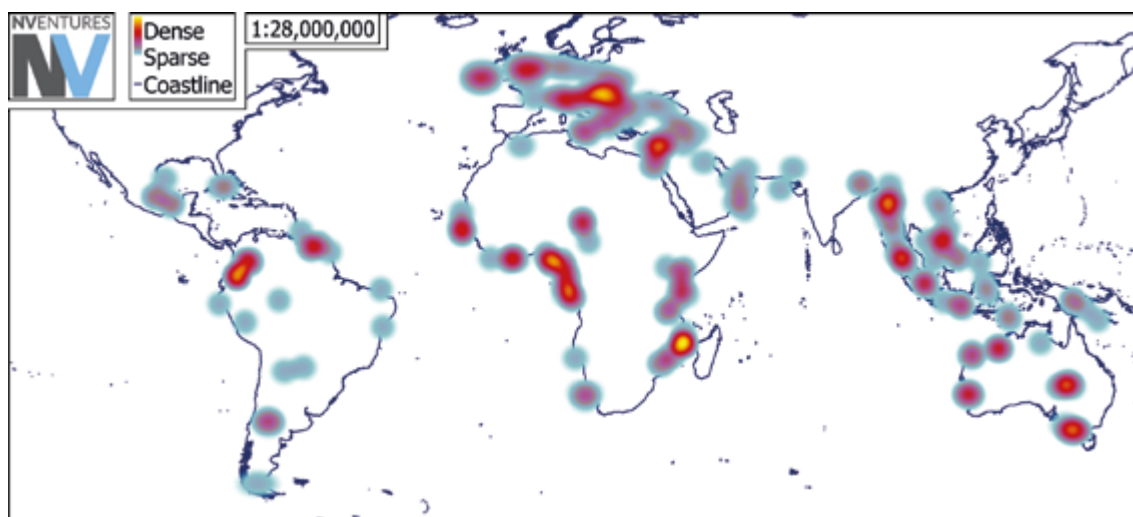 NVENTURES
NV
Dense
Sparse
Coastline
1:28,000,000